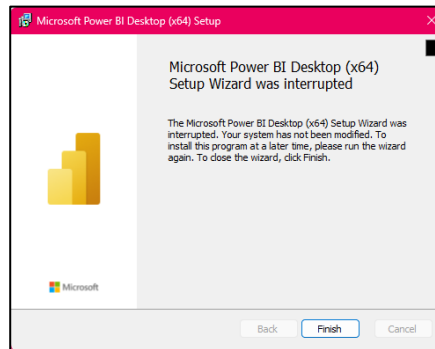 Microsoft Power BI Desktop (x64) Setup
Microsoft Power BI Desktop (x64)
Setup Wizard was interrupted
The Microsoft Power BI Desktop (x64) Setup Wizard was
interrupted. Your system has not been modified. To
install this program at a later time, please run the wizard
again. To close the wizard, click Finish.
Microsoft
Back Finish Cancel